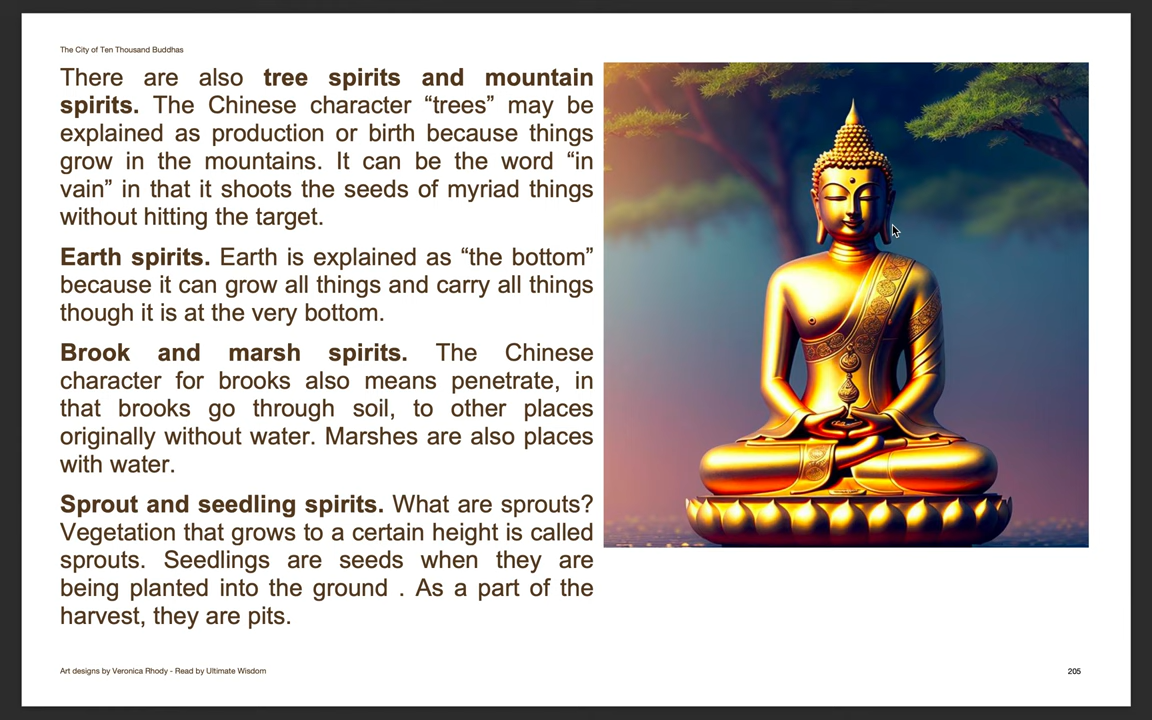 The City of Ten Thousand Buddhas
There are also tree spirits and mountain
spirits. The Chinese character “trees” may be
explained as production or birth because things
grow in the mountains. It can be the word “in
vain” in that it shoots the seeds of myriad things
without hitting the target.
Earth spirits. Earth is explained as “the bottom”
because it can grow all things and carry all things
though it is at the very bottom.
Brook and marsh spirits. The Chinese
character for brooks also means penetrate, in
that brooks go through soil, to other places
originally without water. Marshes are also places
with water.
Sprout and seedling spirits. What are sprouts?
Vegetation that grows to a certain height is called
sprouts. Seedlings are seeds when they are
being planted into the ground . As a part of the
harvest, they are pits.
Art designs by Veronica Rhody - Read by Ultimate Wisdom
205